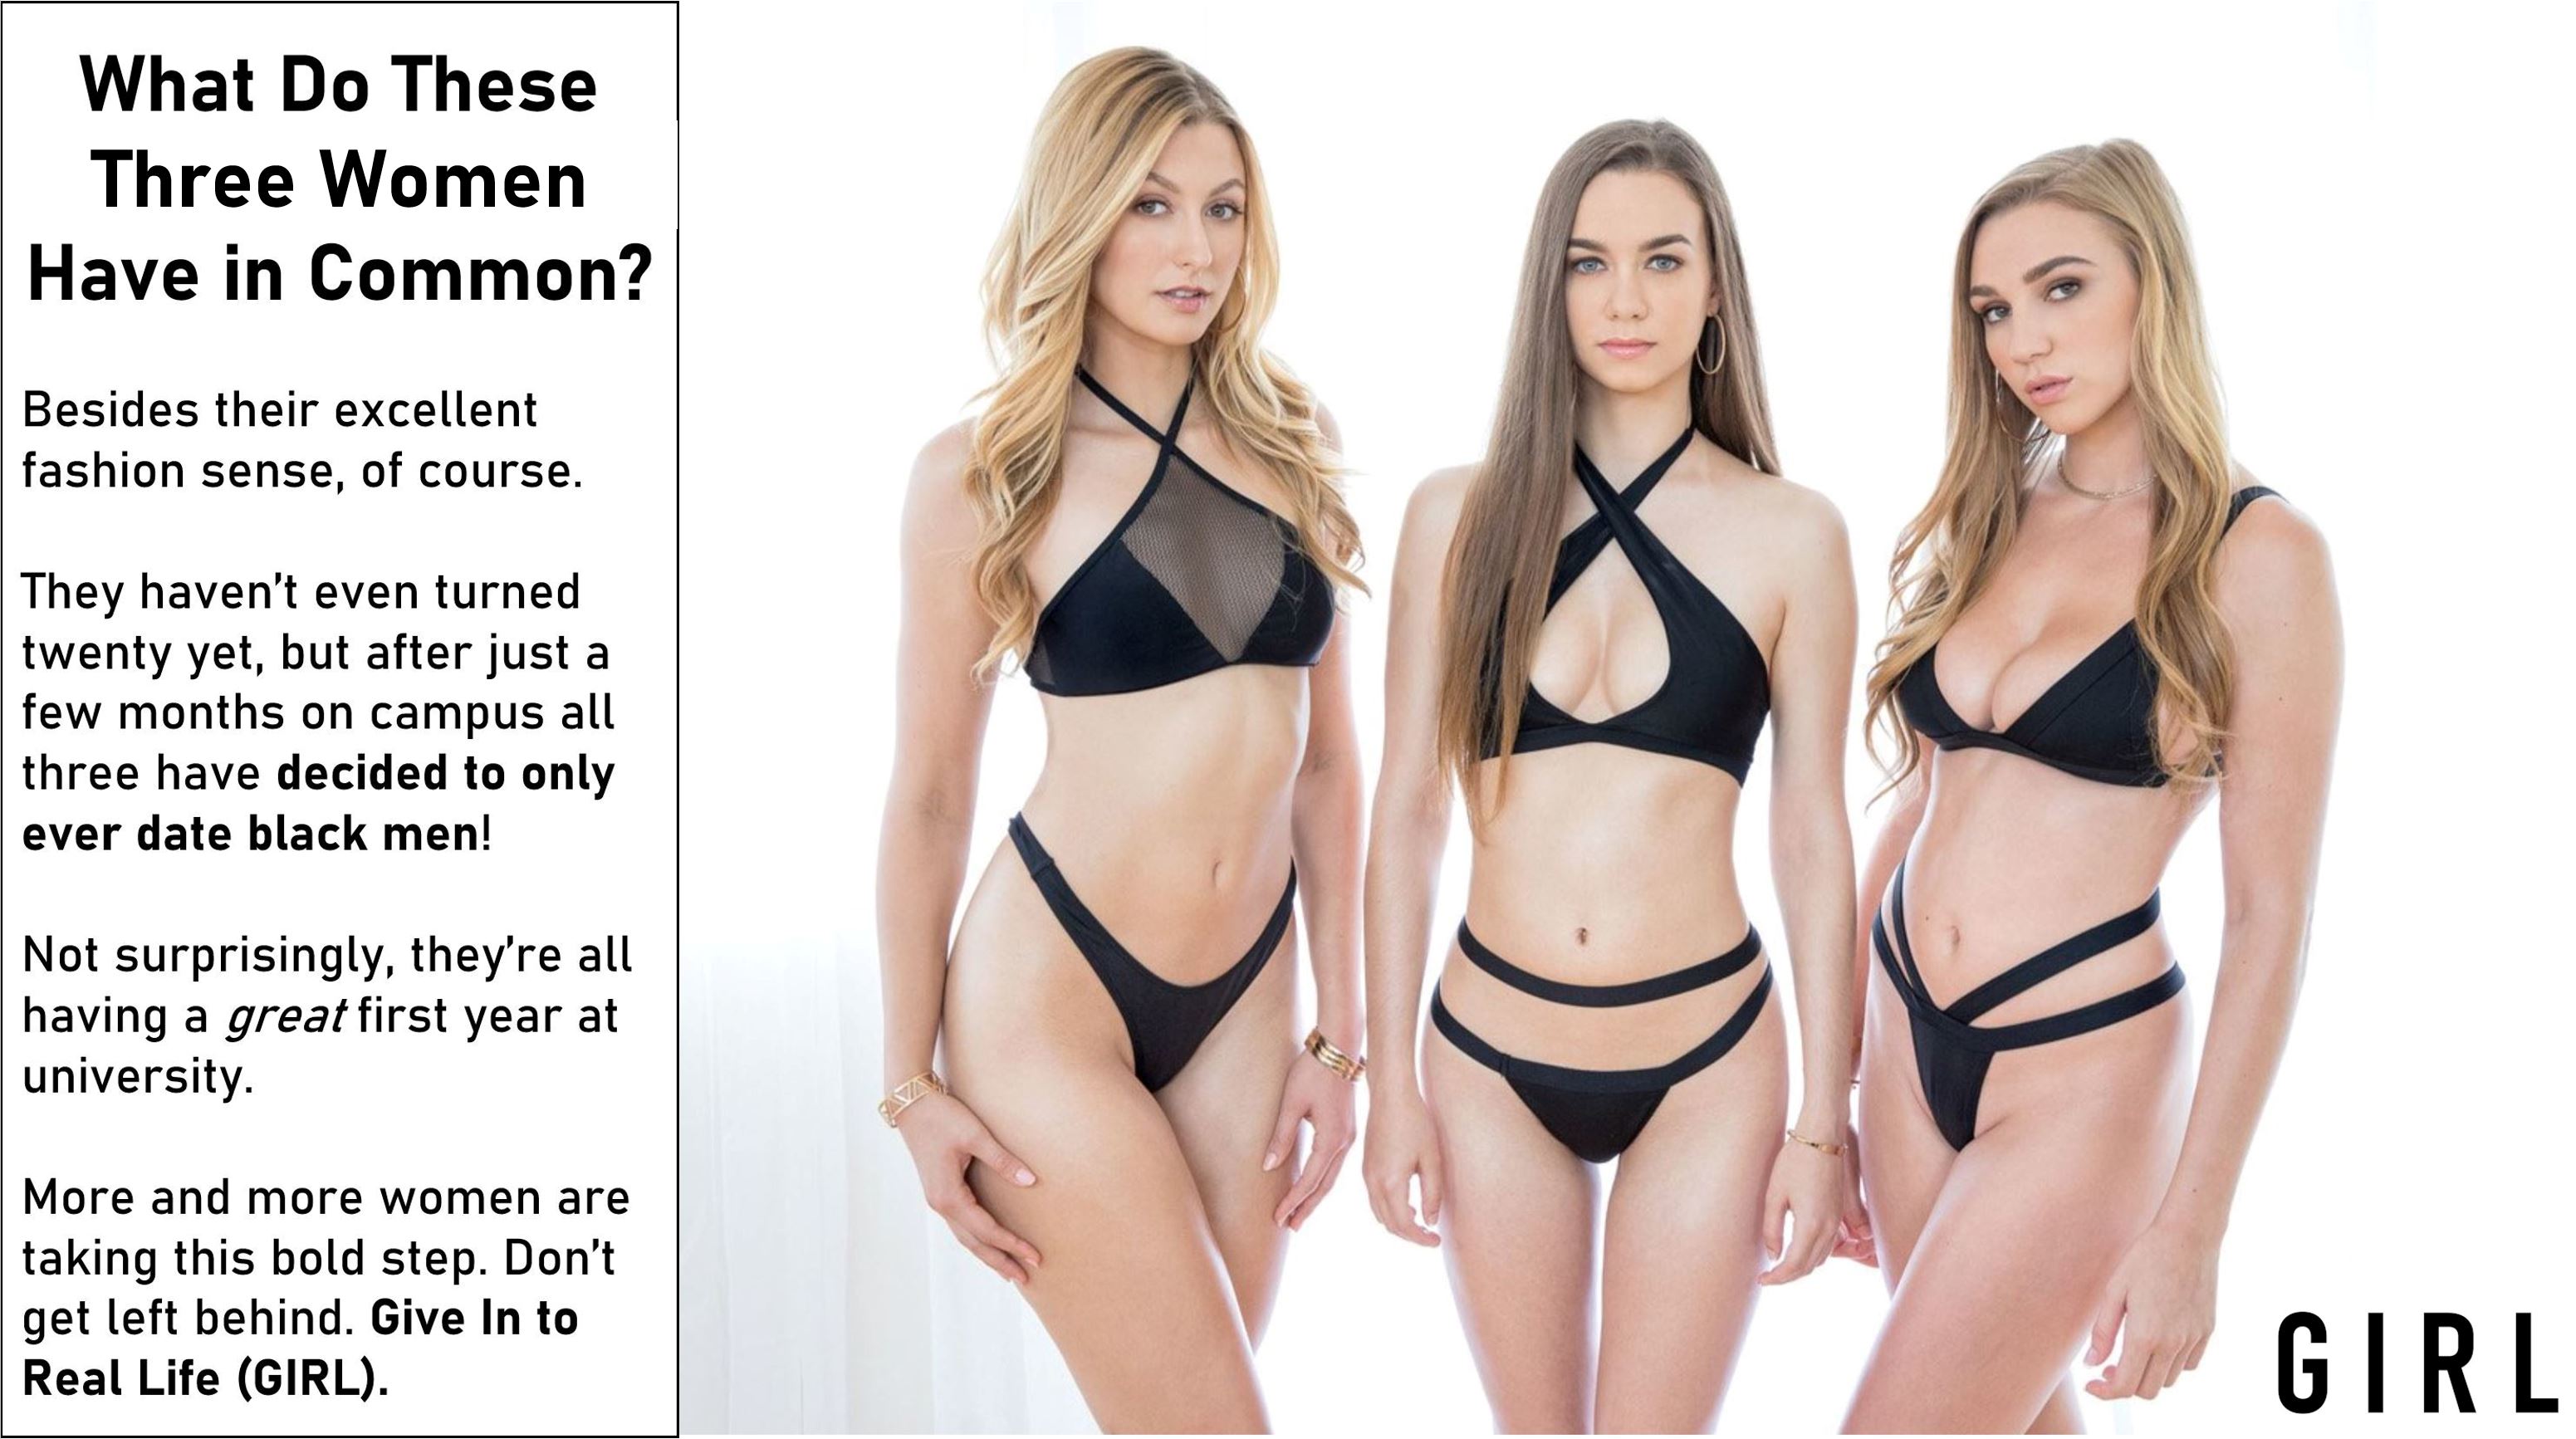 What Do These
Three Women
Have in Common?
Besides their excellent
fashion sense, of course.
They haven't even turned
twenty yet, but after just a
few months on campus all
three have decided to only
ever date black men!
Not surprisingly, they're all
having a great first year at
university.
More and more women are
taking this bold step. Don't
get left behind. Give In to
Real Life (GIRL).
GIRL